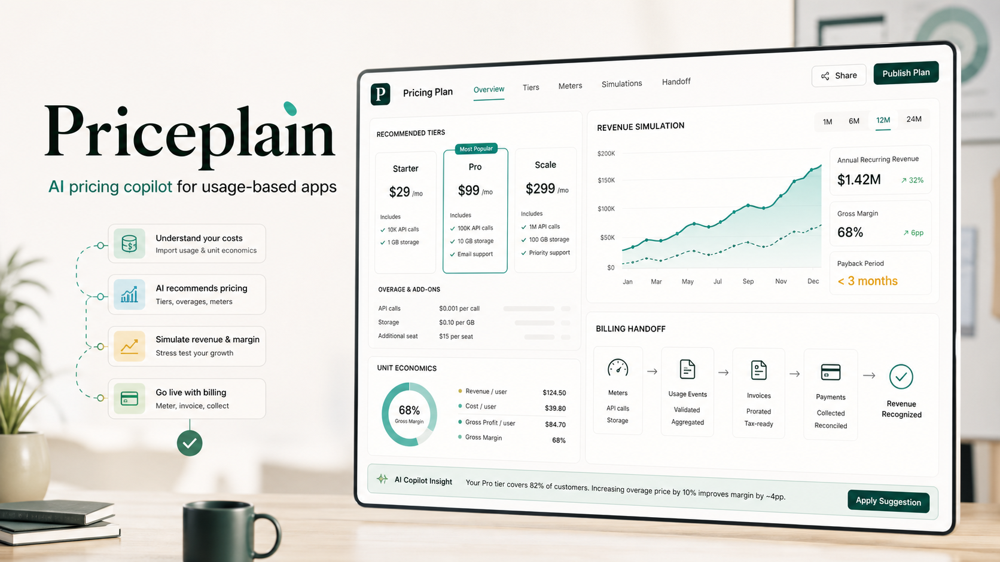 Priceplain
AI pricing copilot for usage-based apps
Understand your costs
Import usage & unit economics
AI recommends pricing
Tiers, overages, meters
Simulate revenue & margin
Stress test your growth
Go live with billing
Meter, invoice, collect
P
Pricing Plan
Overview
Tiers
Meters
Simulations
Handoff
Share
Publish Plan
RECOMMENDED TIERS
Starter
$29 /mo
Includes
10K API calls
1 GB storage
Most Popular
Pro
$99 /mo
Includes
100K API calls
10 GB storage
Email support
Scale
$299 /mo
Includes
1M API calls
100 GB storage
Priority support
OVERAGE & ADD-ONS
API calls $0.001 per call
Storage $0.10 per GB
Additional seat $15 per seat
UNIT ECONOMICS
68%
Gross Margin
Revenue / user $124.50
Cost / user $39.80
Gross Profit / user $84.70
Gross Margin 68%
REVENUE SIMULATION
1M 6M 12M 24M
$200K
$150K
$100K
$50K
$0
Jan Mar May Jul Sep Nov Dec
Annual Recurring Revenue
$1.42M 32%
Gross Margin
68% 6pp
Payback Period
< 3 months
BILLING HANDOFF
Meters
API calls
Storage
Usage Events
Validated
Aggregated
Invoices
Prorated
Tax-ready
Payments
Collected
Reconciled
Revenue
Recognized
AI Copilot Insight
Your Pro tier covers 82% of customers. Increasing overage price by 10% improves margin by ~4pp.
Apply Suggestion